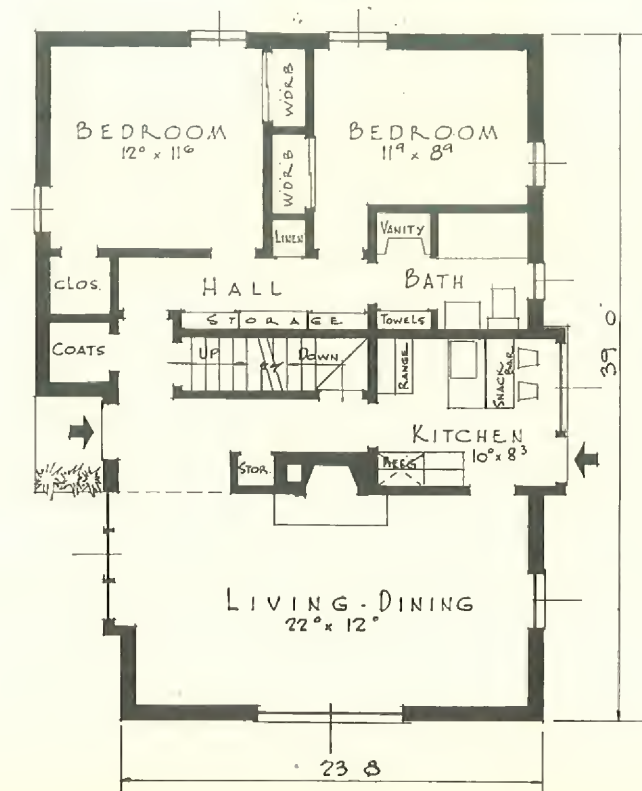 BEDROOM
12⁰ x 11⁶
WDRB
BEDROOM
11⁹ x 8⁹
WDRB
LINEN
VANITY
CLOS.
HALL
BATH
STORAGE
TOWELS
COATS
UP
DOWN
RANGE
SNACK BAR
39 0
KITCHEN
10⁰ x 8³
STOR.
REFG
LIVING-DINING
22⁰ x 12⁰
23 8